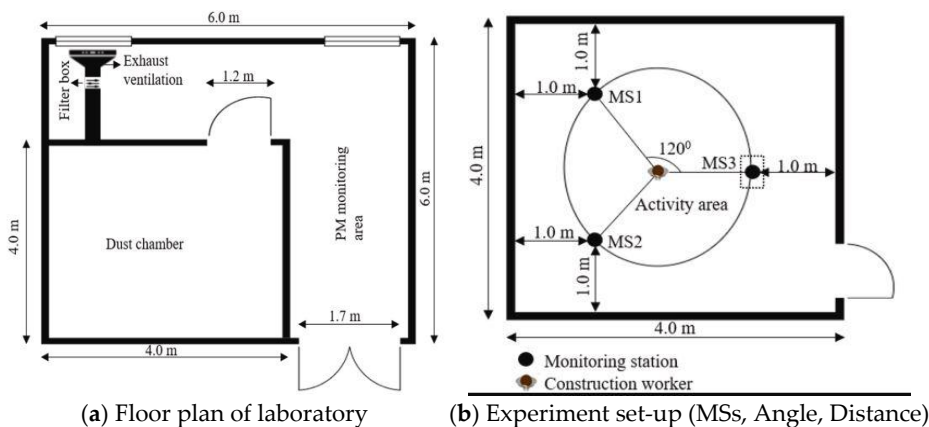 6.0 m
Exhaust
ventilation
Filter box
1.2 m
PM monitoring
area
6.0 m
4.0 m
Dust chamber
1.7 m
4.0 m
(a) Floor plan of laboratory
1.0 m
1.0 m
MS1
120⁰
MS3
1.0 m
4.0 m
Activity area
1.0 m
MS2
1.0 m
4.0 m
Monitoring station
Construction worker
(b) Experiment set-up (MSs, Angle, Distance)